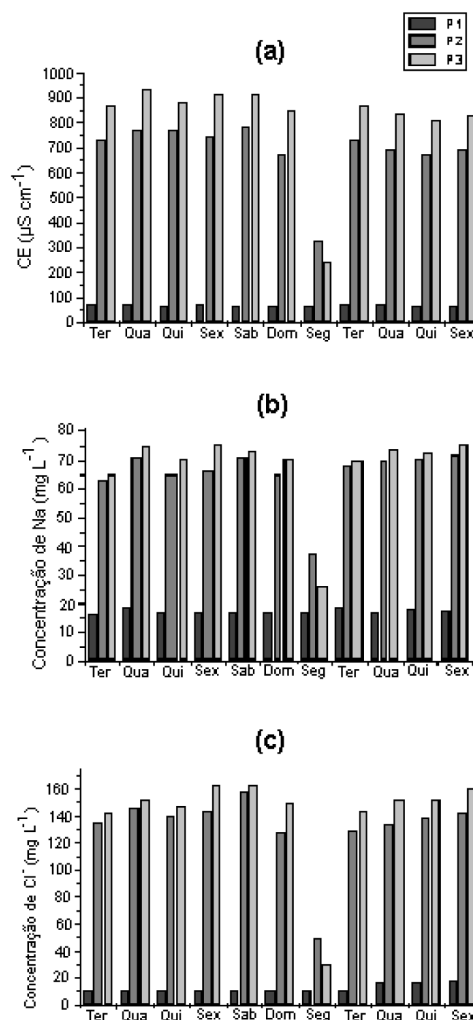 P1
P2
P3
(a)
CE (µS cm-1)
1000
900
800
700
600
500
400
300
200
100
0
Ter Qua Qui Sex Sab Dom Seg Ter Qua Qui Sex
(b)
Concentração de Na (mg L-1)
80
70
60
50
40
30
20
10
0
Ter Qua Qui Sex Sab Dom Seg Ter Qua Qui Sex
(c)
Concentração de Cl- (mg L-1)
160
140
120
100
80
60
40
20
0
Ter Qua Qui Sex Sab Dom Seg Ter Qua Qui Sex